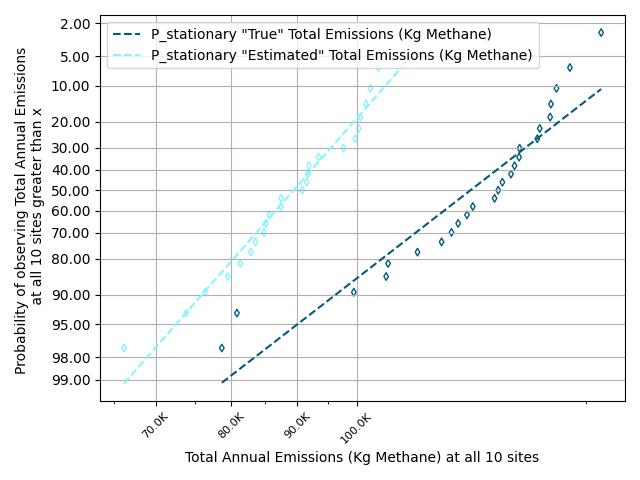 P_stationary "True" Total Emissions (Kg Methane)
P_stationary "Estimated" Total Emissions (Kg Methane)
Probability of observing Total Annual Emissions
at all 10 sites greater than x
2.00
5.00
10.00
20.00
30.00
40.00
50.00
60.00
70.00
80.00
90.00
95.00
98.00
99.00
70.0K
80.0K
90.0K
100.0K
Total Annual Emissions (Kg Methane) at all 10 sites